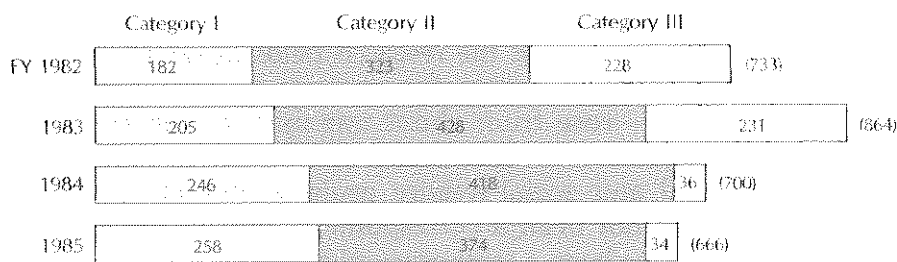 Category I Category II Category III
FY 1982 182 323 228 (733)
1983 205 428 231 (864)
1984 246 418 36 (700)
1985 258 374 34 (666)